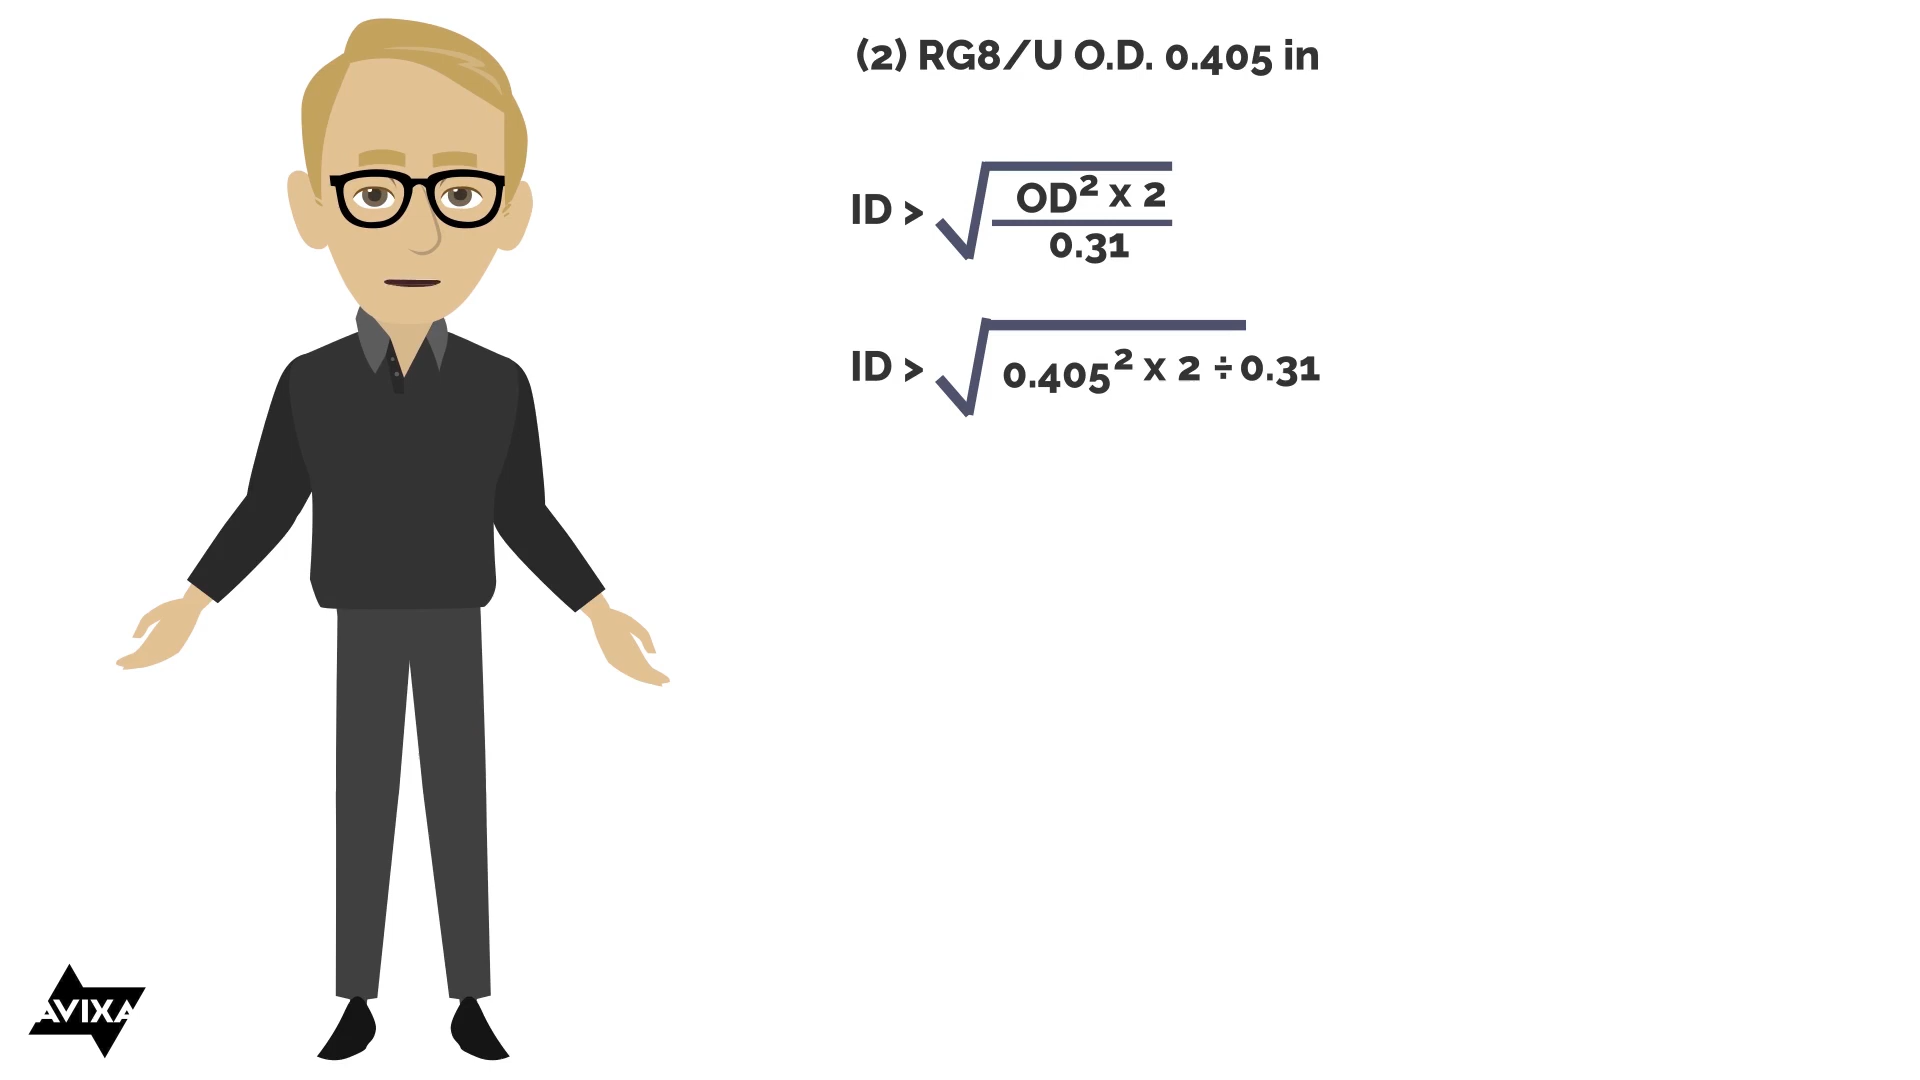 (2) RG8/U O.D. 0.405 in
ID > √ OD² x 2
0.31
ID > √ 0.405² x 2 ÷ 0.31
AVIXA